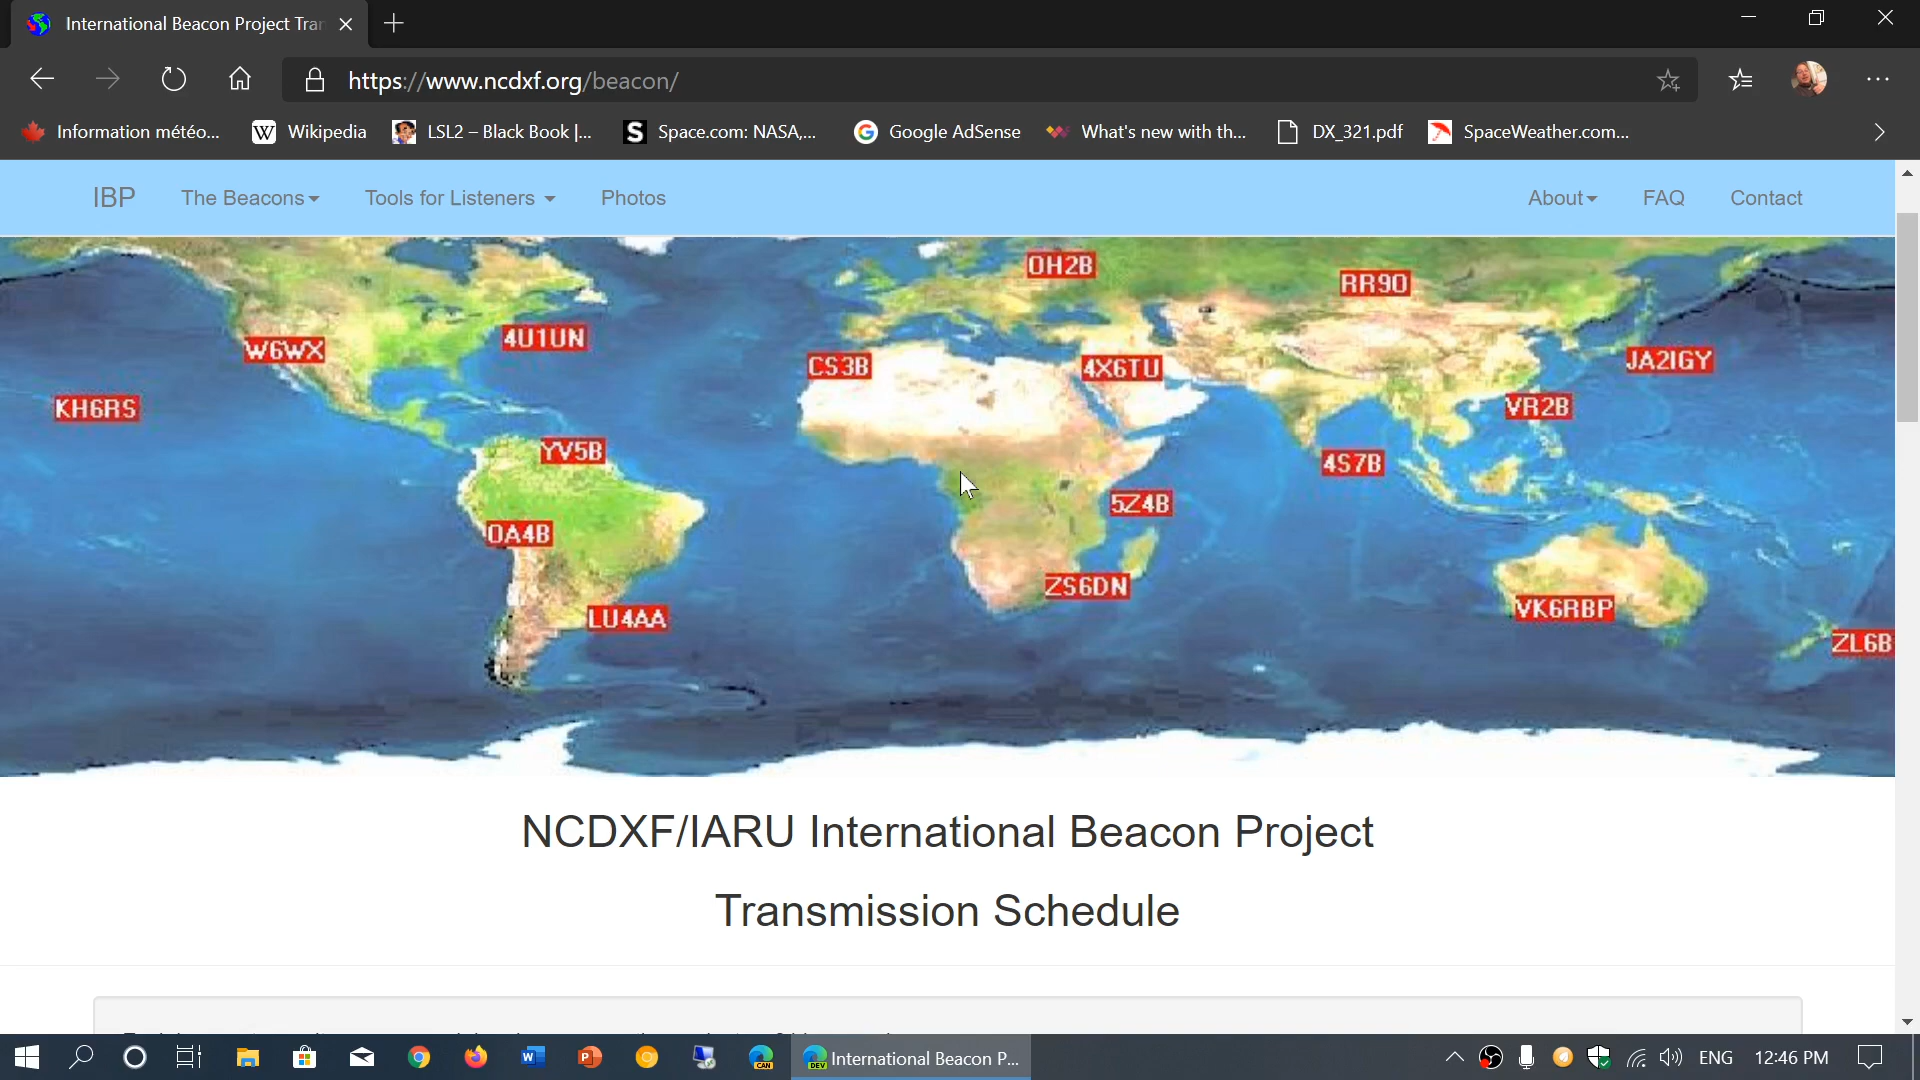 International Beacon Project Tra
https://www.ncdxf.org/beacon/
Information météo...
Wikipedia
LSL2 – Black Book |...
Space.com: NASA,...
Google AdSense
What's new with th...
DX_321.pdf
SpaceWeather.com...
IBP
The Beacons
Tools for Listeners
Photos
About
FAQ
Contact
OH2B
RR9O
4U1UN
W6WX
CS3B
4X6TU
JA2IGY
KH6RS
VR2B
YV5B
4S7B
5Z4B
OA4B
ZS6DN
VK6RBP
LU4AA
ZL6B
NCDXF/IARU International Beacon Project
Transmission Schedule
CAN
DEV
International Beacon P...
ENG
12:46 PM